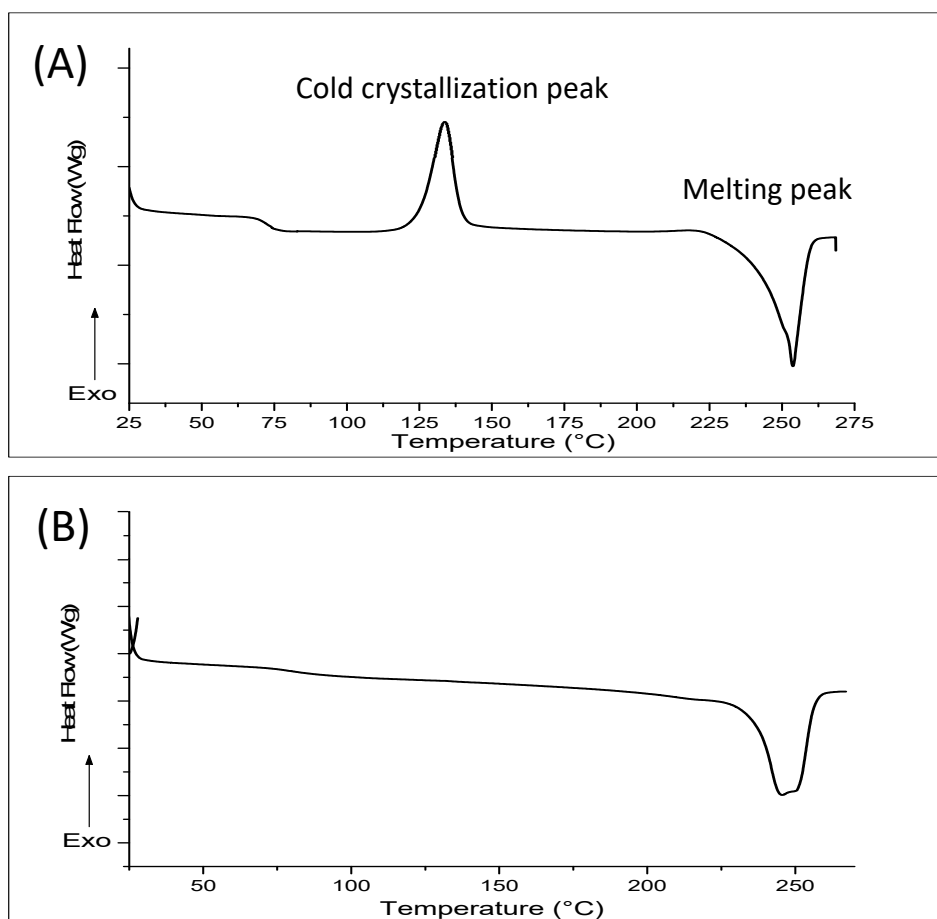 (A)
Cold crystallization peak
Melting peak
Heat Flow (W/g)
Exo
25 50 75 100 125 150 175 200 225 250 275
Temperature (°C)
(B)
Heat Flow (W/g)
Exo
50 100 150 200 250
Temperature (°C)